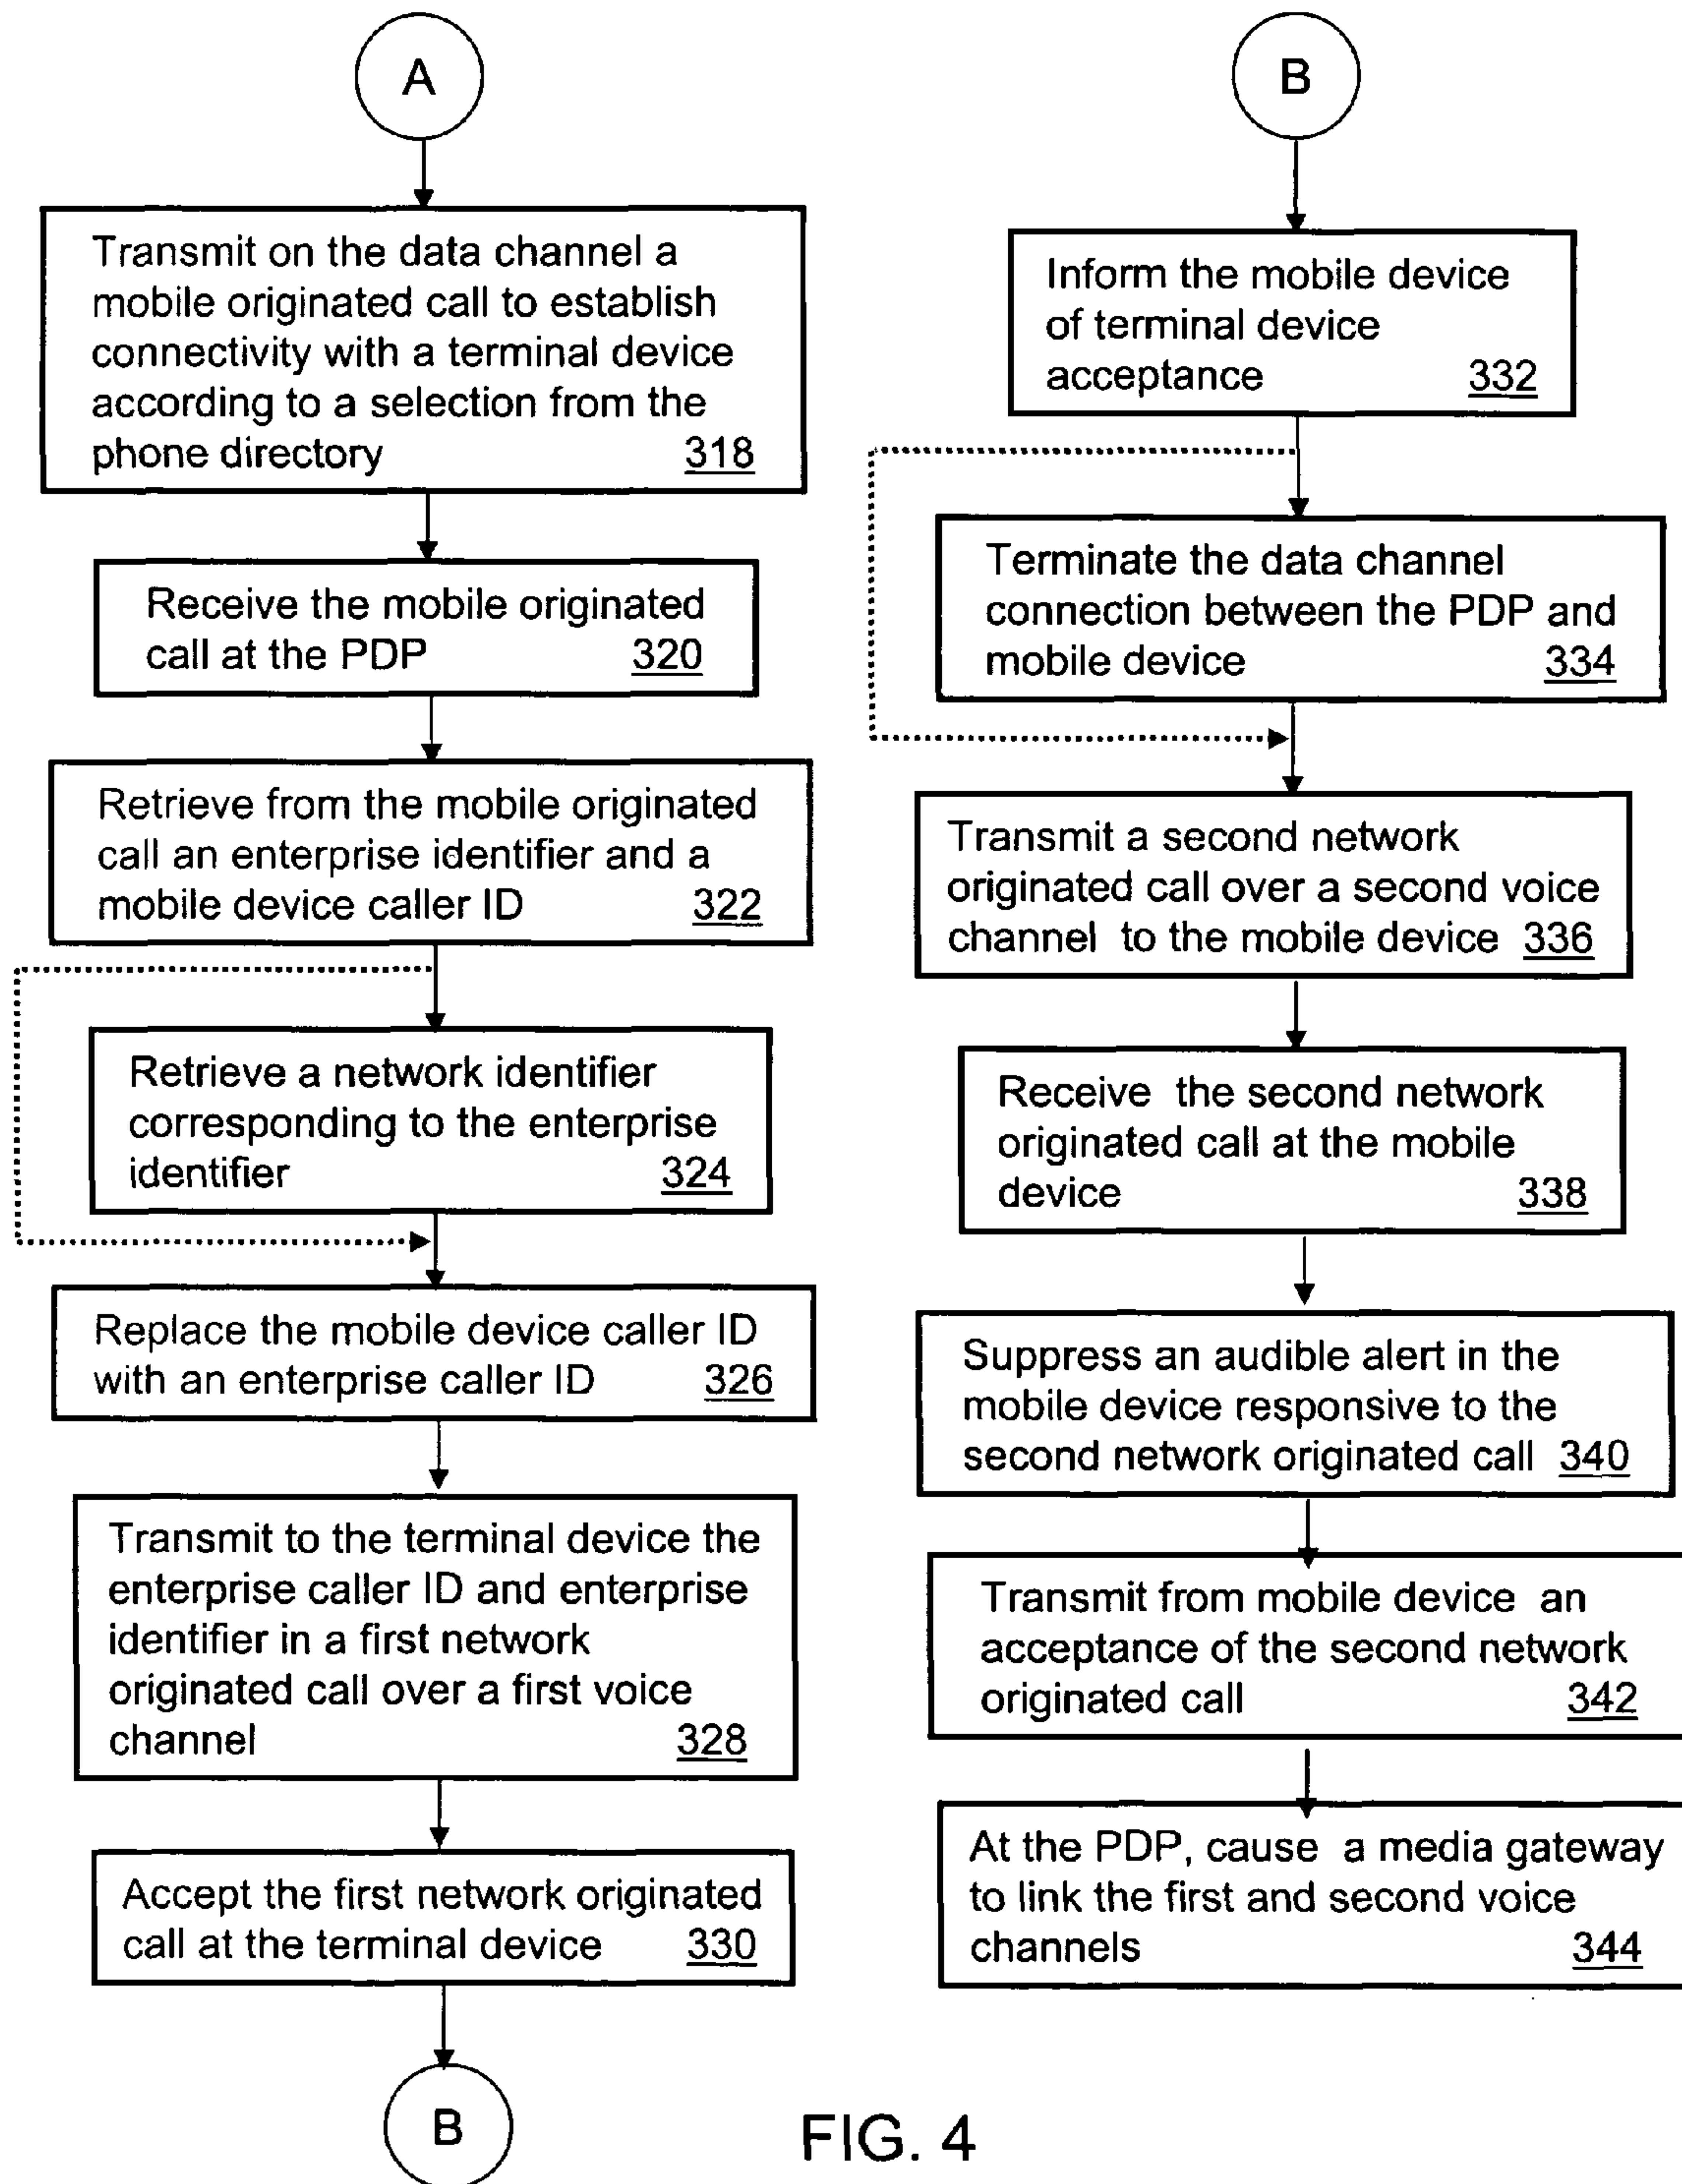 A
Transmit on the data channel a
mobile originated call to establish
connectivity with a terminal device
according to a selection from the
phone directory 318
Receive the mobile originated
call at the PDP 320
Retrieve from the mobile originated
call an enterprise identifier and a
mobile device caller ID 322
Retrieve a network identifier
corresponding to the enterprise
identifier 324
Replace the mobile device caller ID
with an enterprise caller ID 326
Transmit to the terminal device the
enterprise caller ID and enterprise
identifier in a first network
originated call over a first voice
channel 328
Accept the first network originated
call at the terminal device 330
B
B
Inform the mobile device
of terminal device
acceptance 332
Terminate the data channel
connection between the PDP and
mobile device 334
Transmit a second network
originated call over a second voice
channel to the mobile device 336
Receive the second network
originated call at the mobile
device 338
Suppress an audible alert in the
mobile device responsive to the
second network originated call 340
Transmit from mobile device an
acceptance of the second network
originated call 342
At the PDP, cause a media gateway
to link the first and second voice
channels 344
FIG. 4